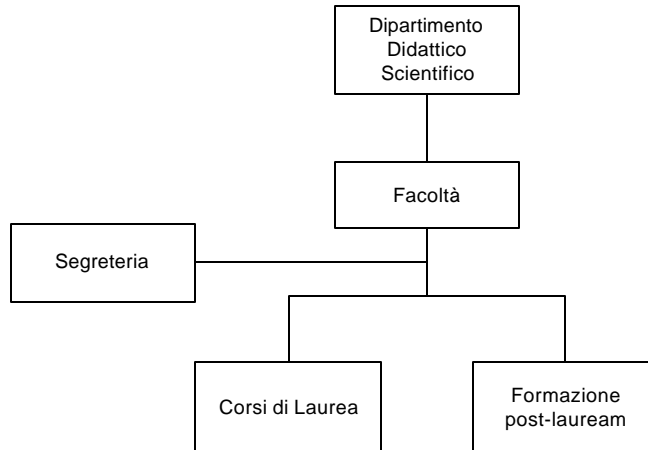 Dipartimento
Didattico
Scientifico
Facoltà
Segreteria
Corsi di Laurea
Formazione
post-lauream